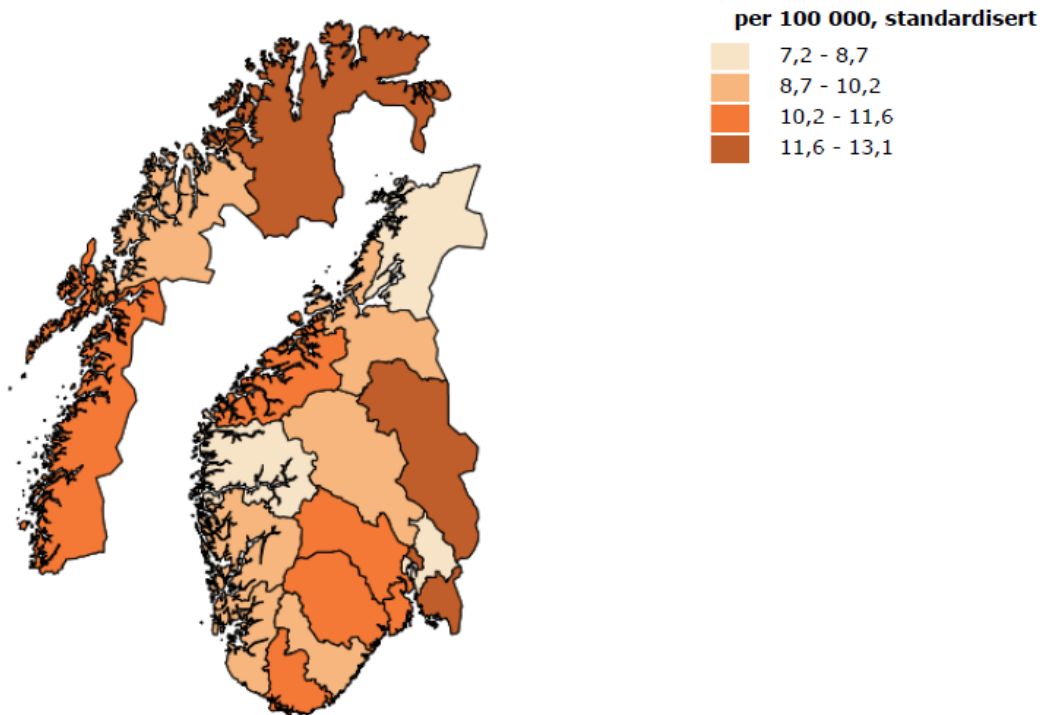 per 100 000, standardisert
7,2 - 8,7
8,7 - 10,2
10,2 - 11,6
11,6 - 13,1